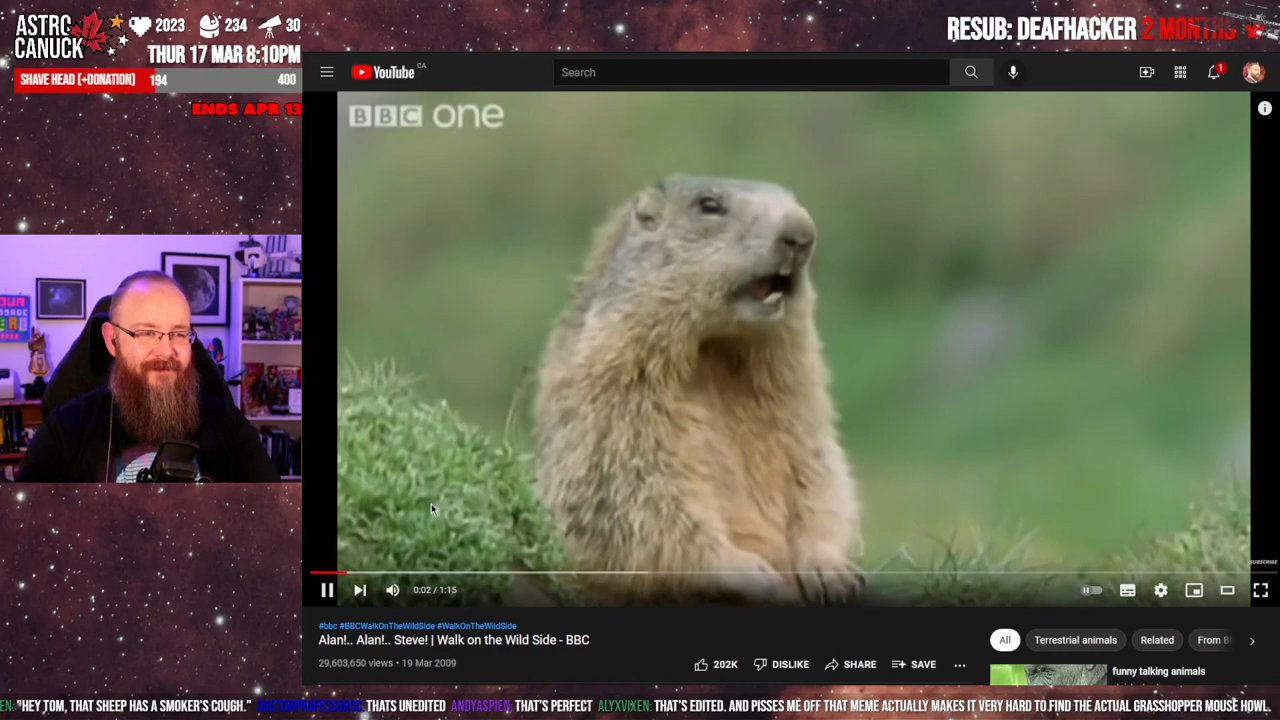 ASTRO
CANUCK
2023
234
30
THUR 17 MAR 8:10PM
SHAVE HEAD (+DONATION)
194
400
ENDS APR 13
RESUB: DEAFHACKER 2 MONTHS
YouTube
CA
Search
1
BBC one
SUBSCRIBE
0:02 / 1:15
#bbc #BBCWalkOnTheWildSide #WalkOnTheWildSide
Alan!.. Alan!.. Steve! | Walk on the Wild Side - BBC
29,603,650 views • 19 Mar 2009
202K
DISLIKE
SHARE
SAVE
All
Terrestrial animals
Related
From B
funny talking animals
EN: "HEY TOM, THAT SHEEP HAS A SMOKER'S COUGH." DOCTORPROFESSORSC: THATS UNEDITED ANDYASPIEN: THAT'S PERFECT ALYXVIXEN: THAT'S EDITED. AND PISSES ME OFF THAT MEME ACTUALLY MAKES IT VERY HARD TO FIND THE ACTUAL GRASSHOPPER MOUSE HOWL.